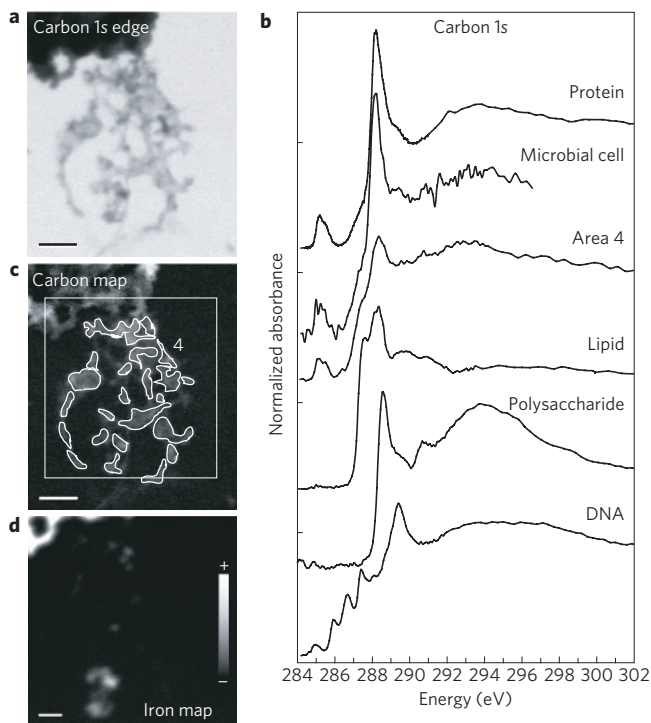 a
Carbon 1s edge
c
Carbon map
4
d
+
–
Iron map
b
Carbon 1s
Protein
Microbial cell
Area 4
Lipid
Polysaccharide
DNA
Normalized absorbance
284 286 288 290 292 294 296 298 300 302
Energy (eV)